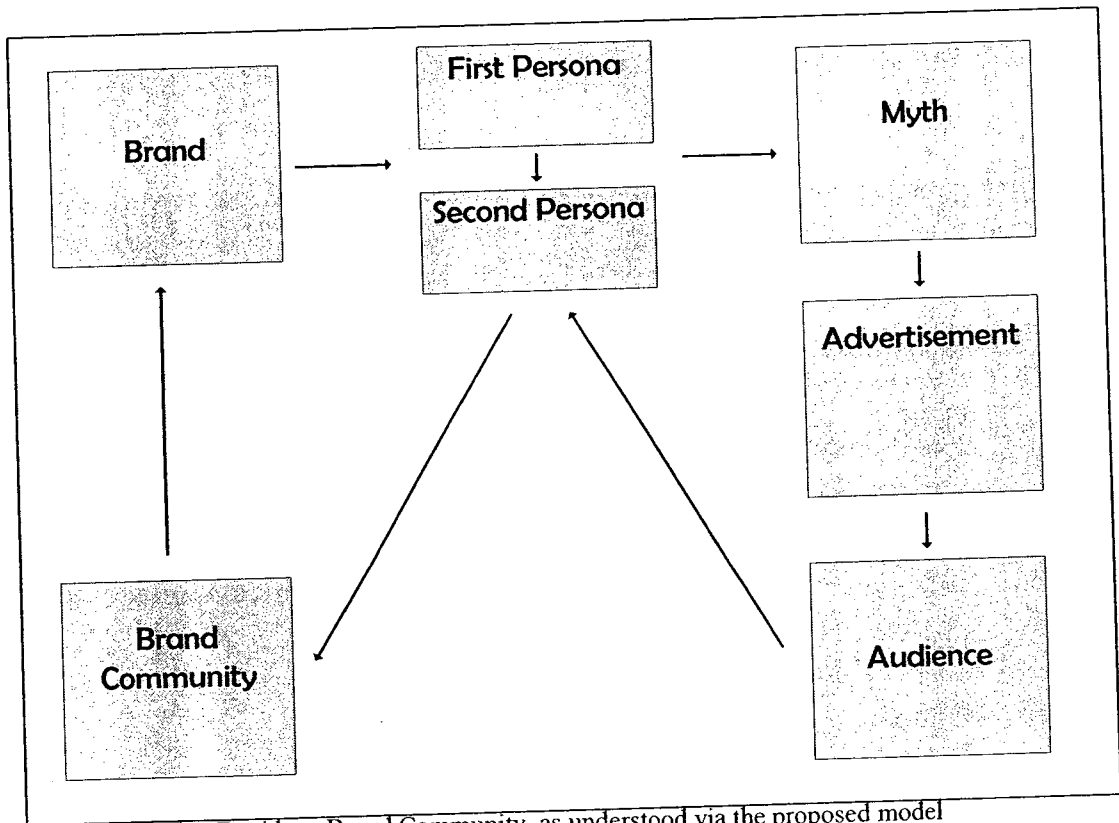 First Persona
Brand
Myth
Second Persona
Advertisement
Brand
Community
Audience
Brand Community, as understood via the proposed model